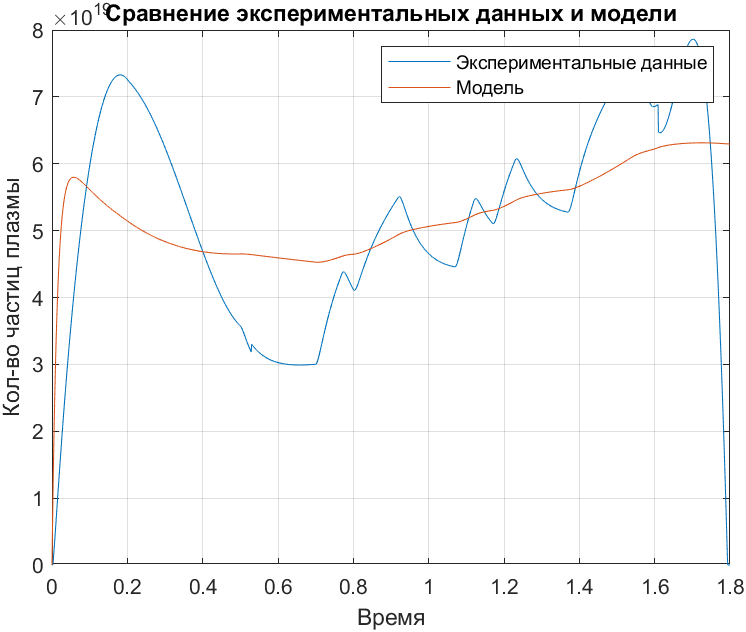 ×10¹⁹
Сравнение экспериментальных данных и модели
Экспериментальные данные
Модель
Кол-во частиц плазмы
8
7
6
5
4
3
2
1
0
0 0.2 0.4 0.6 0.8 1 1.2 1.4 1.6 1.8
Время